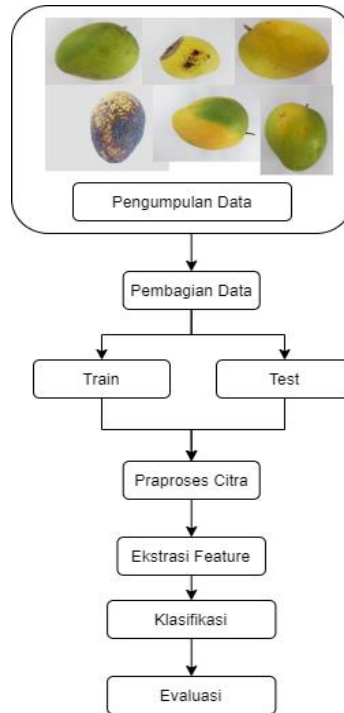 Pengumpulan Data
Pembagian Data
Train
Test
Praproses Citra
Ekstrasi Feature
Klasifikasi
Evaluasi